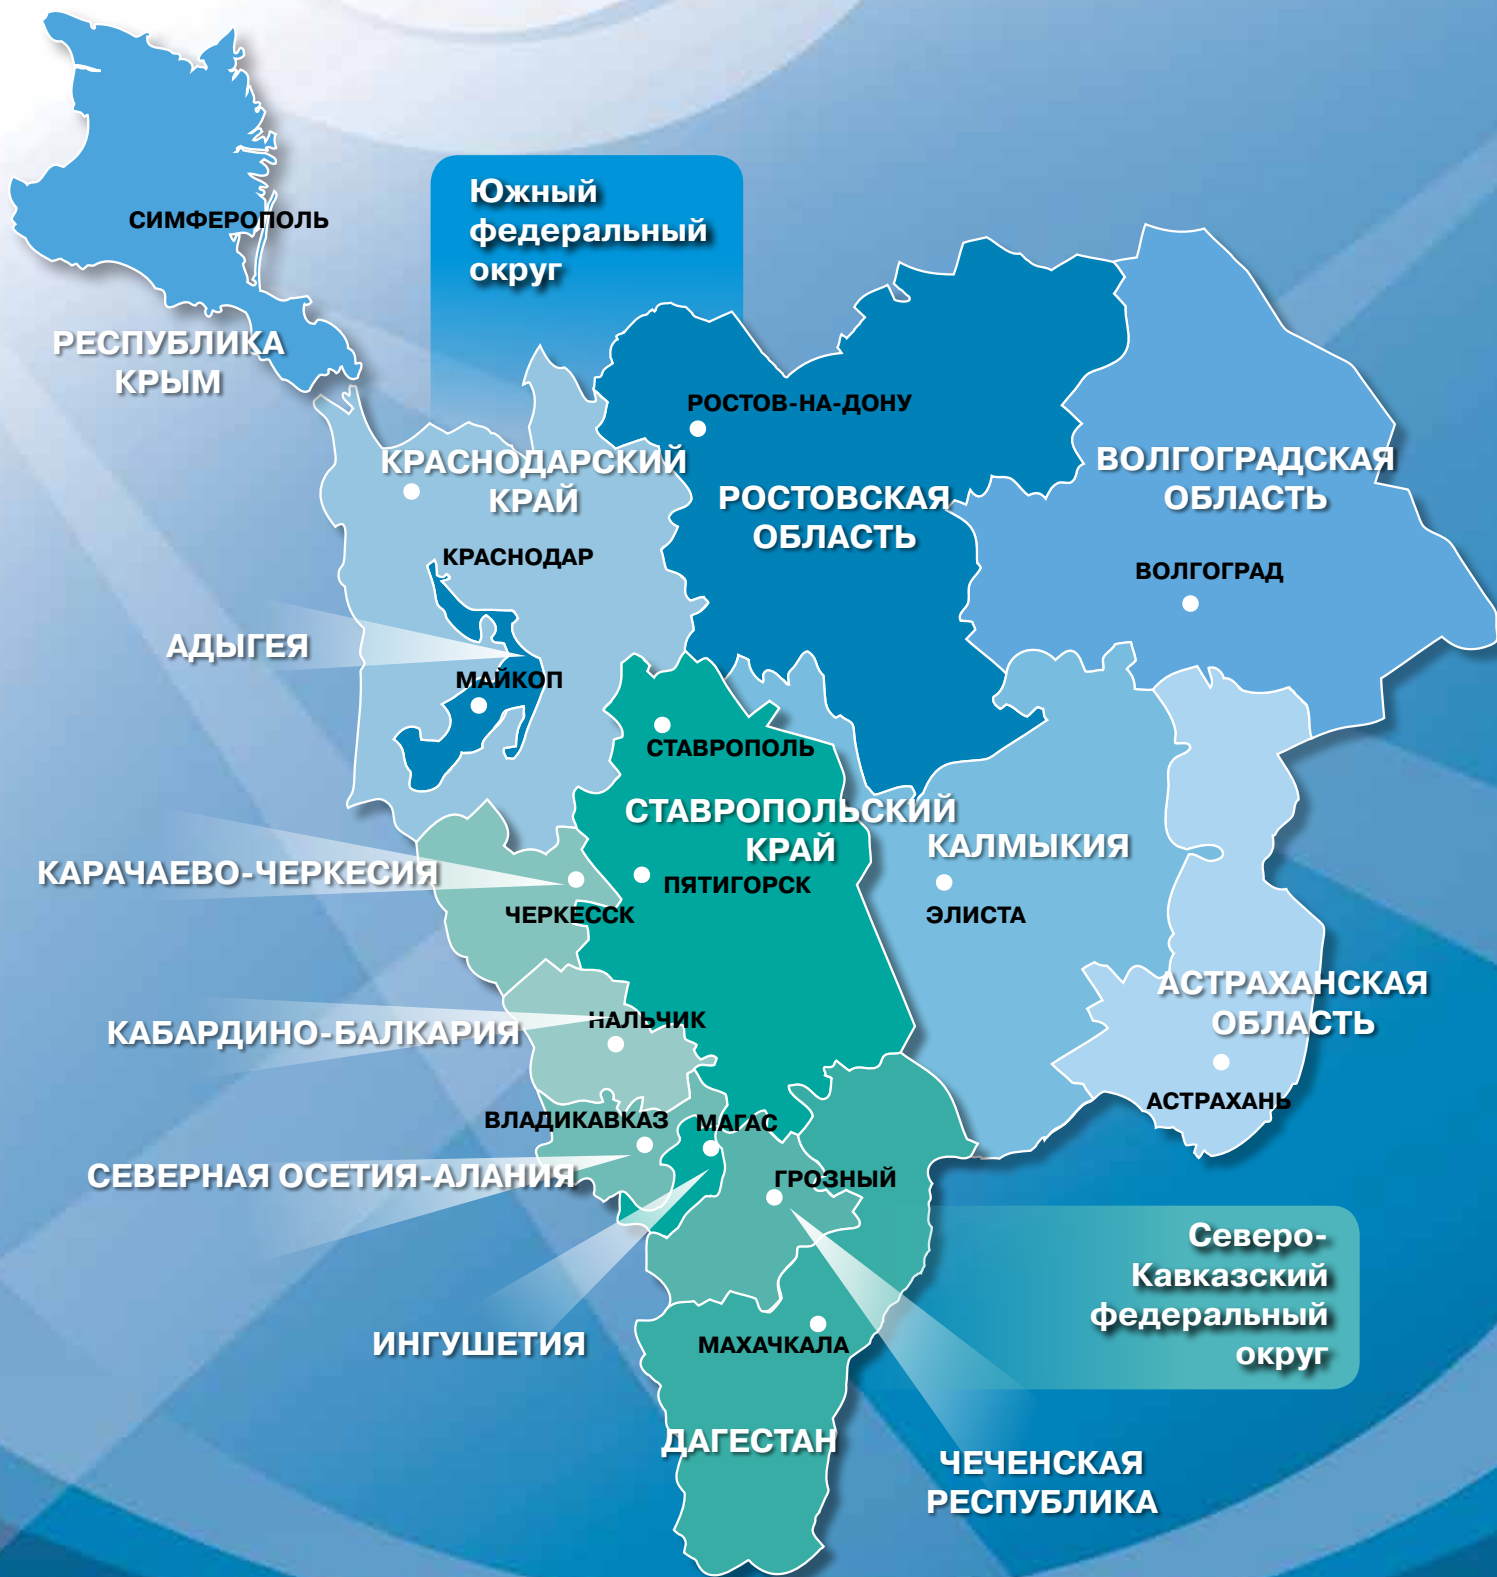 СИМФЕРОПОЛЬ
РЕСПУБЛИКА
КРЫМ
Южный
федеральный
округ
РОСТОВ-НА-ДОНУ
КРАСНОДАРСКИЙ
КРАЙ
РОСТОВСКАЯ
ОБЛАСТЬ
ВОЛГОГРАДСКАЯ
ОБЛАСТЬ
КРАСНОДАР
ВОЛГОГРАД
АДЫГЕЯ
МАЙКОП
СТАВРОПОЛЬ
СТАВРОПОЛЬСКИЙ
КРАЙ
КАЛМЫКИЯ
КАРАЧАЕВО-ЧЕРКЕСИЯ
ПЯТИГОРСК
ЧЕРКЕССК
ЭЛИСТА
АСТРАХАНСКАЯ
ОБЛАСТЬ
КАБАРДИНО-БАЛКАРИЯ
НАЛЬЧИК
АСТРАХАНЬ
ВЛАДИКАВКАЗ
МАГАС
СЕВЕРНАЯ ОСЕТИЯ-АЛАНИЯ
ГРОЗНЫЙ
Северо-
Кавказский
федеральный
округ
ИНГУШЕТИЯ
МАХАЧКАЛА
ДАГЕСТАН
ЧЕЧЕНСКАЯ
РЕСПУБЛИКА